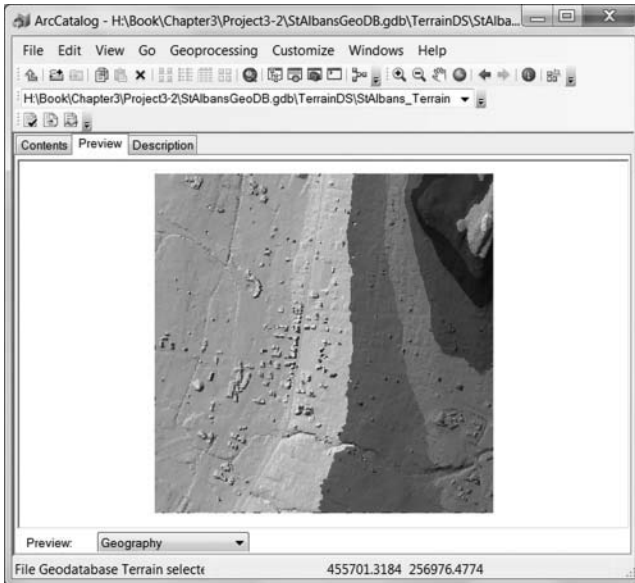 ArcCatalog - H:\Book\Chapter3\Project3-2\StAlbansGeoDB.gdb\TerrainDS\StAlba...
File Edit View Go Geoprocessing Customize Windows Help
H:\Book\Chapter3\Project3-2\StAlbansGeoDB.gdb\TerrainDS\StAlbans_Terrain
Contents Preview Description
Preview: Geography
File Geodatabase Terrain selecte 455701.3184 256976.4774